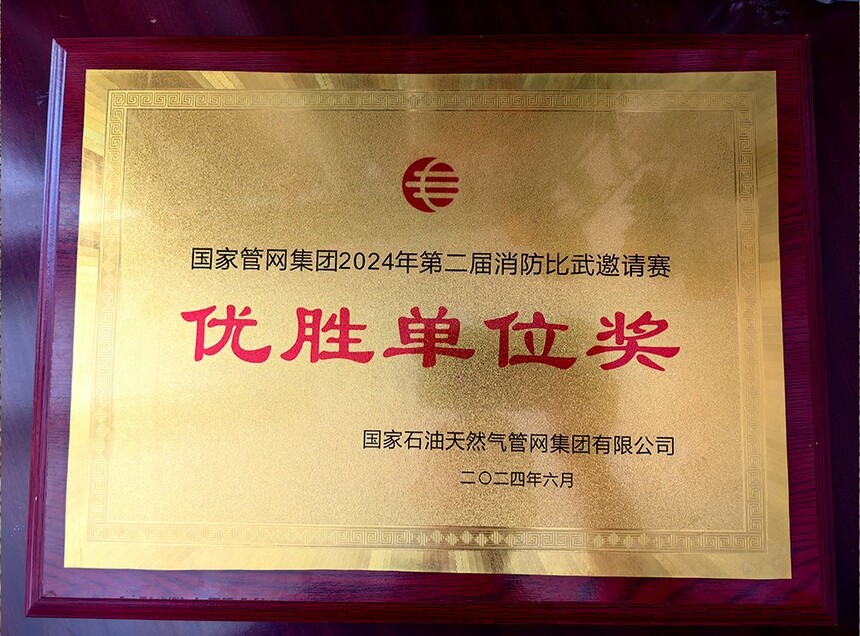 国家管网集团2024年第二届消防比武邀请赛
优胜单位奖
国家石油天然气管网集团有限公司
二〇二四年六月